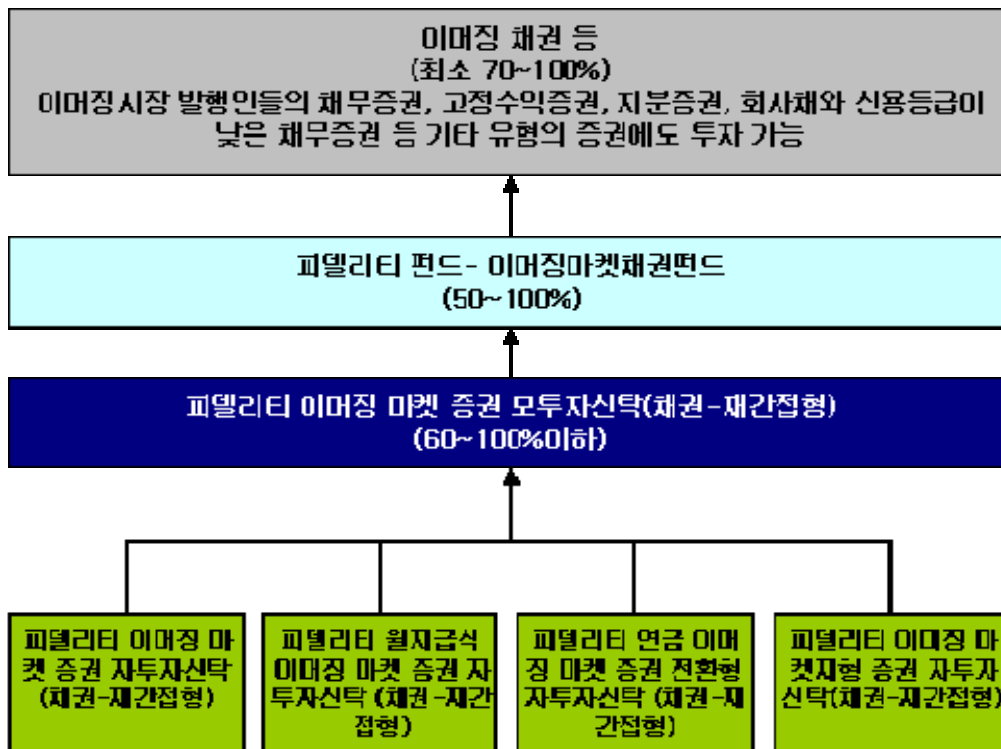 이머징 채권 등
(최소 70~100%)
이머징시장 발행인들의 채무증권, 고정수익증권, 지분증권, 회사채와 신용등급이
낮은 채무증권 등 기타 유형의 증권에도 투자 가능
피델리티 펀드- 이머징마켓채권펀드
(50~100%)
피델리티 이머징 마켓 증권 모투자신탁(채권-재간접형)
(60~100%이하)
피델리티 이머징 마
켓 증권 자투자신탁
(채권-재간접형)
피델리티 월지급식
이머징 마켓 증권 자
투자신탁 (채권-재간
접형)
피델리티 연금 이머
징 마켓 증권 전환형
자투자신탁 (채권-재
간접형)
피델리티 이머징 마
증권 자투자
신탁(채권-재간접형)